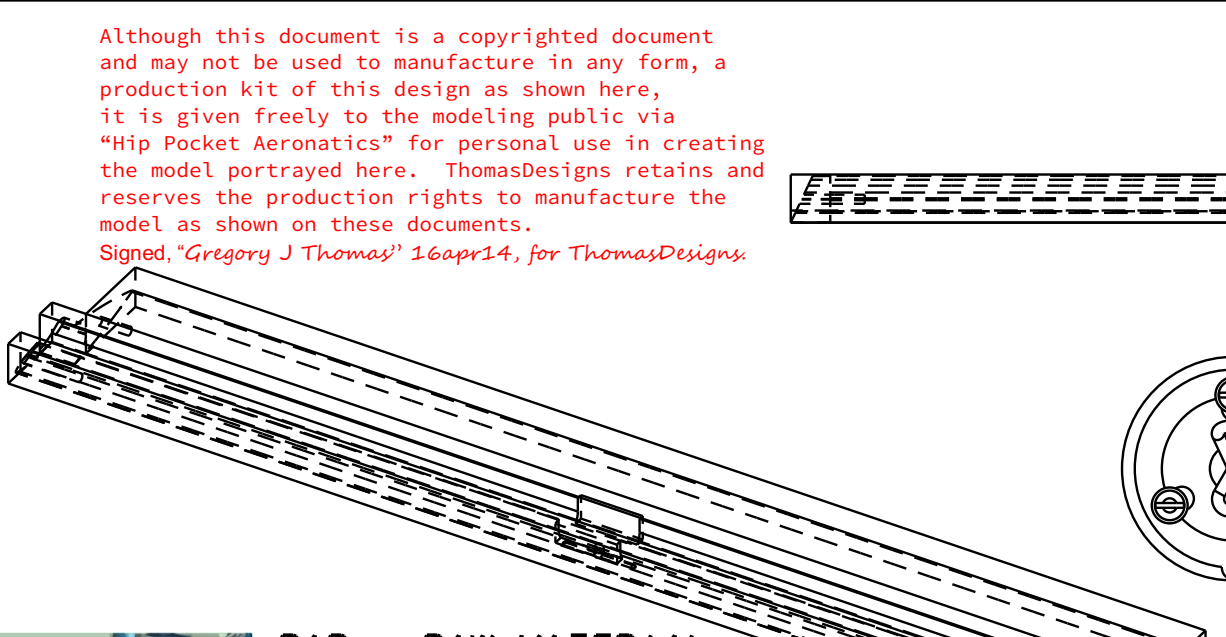 Although this document is a copyrighted document
and may not be used to manufacture in any form, a
production kit of this design as shown here,
it is given freely to the modeling public via
“Hip Pocket Aeronatics” for personal use in creating
the model portrayed here.  ThomasDesigns retains and
reserves the production rights to manufacture the
model as shown on these documents.
Signed, “Gregory J Thomas” 16apr14, for ThomasDesigns.